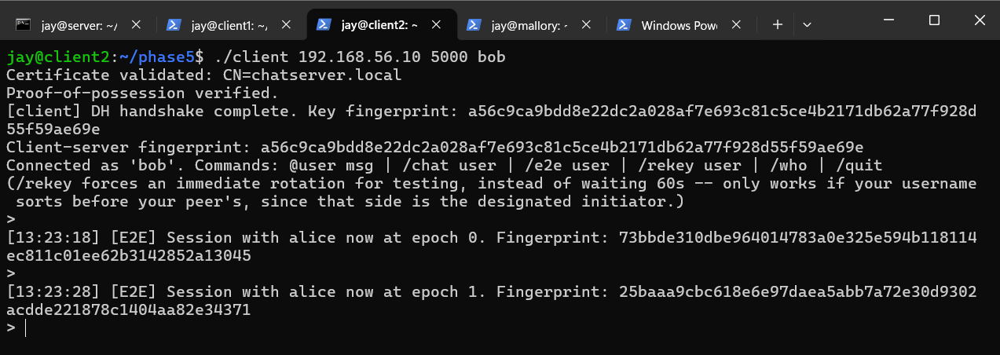 jay@server: ~/
jay@client1: ~/
jay@client2: ~
jay@mallory: ~
Windows Pow
jay@client2:~/phase5$ ./client 192.168.56.10 5000 bob
Certificate validated: CN=chatserver.local
Proof-of-possession verified.
[client] DH handshake complete. Key fingerprint: a56c9ca9bdd8e22dc2a028af7e693c81c5ce4b2171db62a77f928d
55f59ae69e
Client-server fingerprint: a56c9ca9bdd8e22dc2a028af7e693c81c5ce4b2171db62a77f928d55f59ae69e
Connected as 'bob'. Commands: @user msg | /chat user | /e2e user | /rekey user | /who | /quit
(/rekey forces an immediate rotation for testing, instead of waiting 60s -- only works if your username
 sorts before your peer's, since that side is the designated initiator.)
>
[13:23:18] [E2E] Session with alice now at epoch 0. Fingerprint: 73bbde310dbe964014783a0e325e594b118114
ec811c01ee62b3142852a13045
>
[13:23:28] [E2E] Session with alice now at epoch 1. Fingerprint: 25baaa9cbc618e6e97daea5abb7a72e30d9302
acdde221878c1404aa82e34371
>